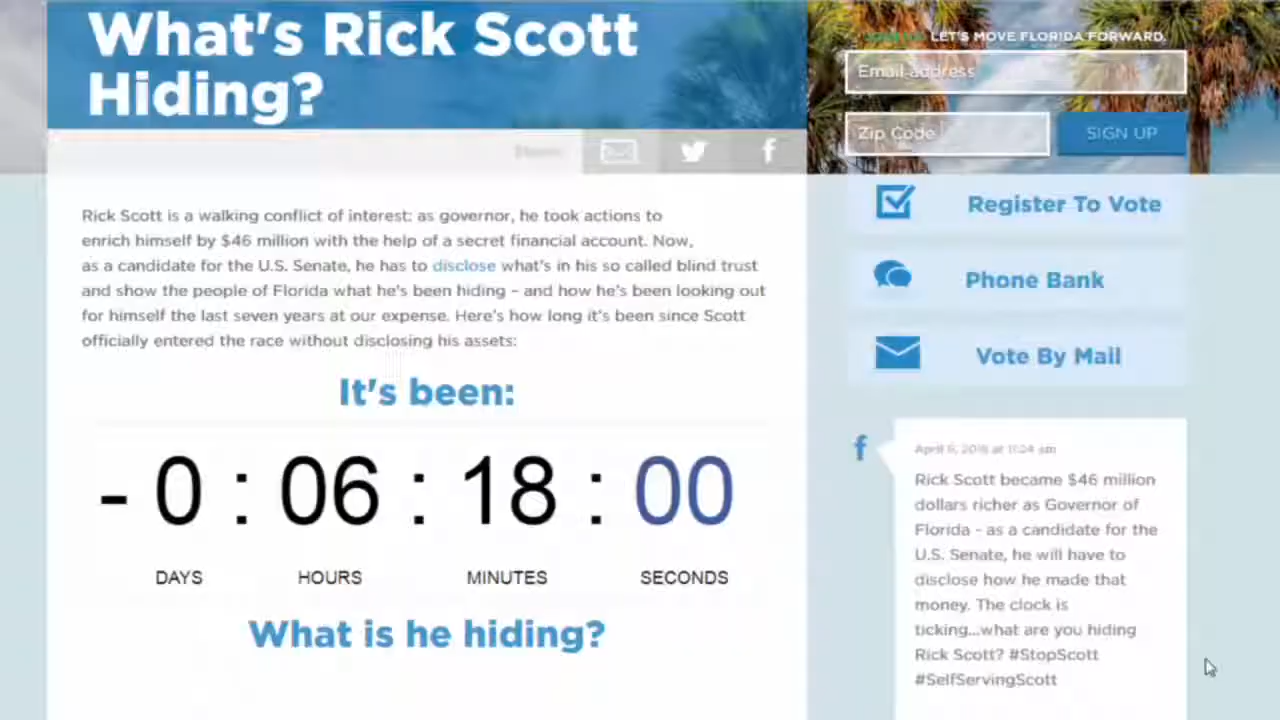 What's Rick Scott
Hiding?
Rick Scott is a walking conflict of interest: as governor, he took actions to
enrich himself by $46 million with the help of a secret financial account. Now,
as a candidate for the U.S. Senate, he has to disclose what's in his so called blind trust
and show the people of Florida what he's been hiding – and how he's been looking out
for himself the last seven years at our expense. Here's how long it's been since Scott
officially entered the race without disclosing his assets:
It's been:
- 0 : 06 : 18 : 00
DAYS HOURS MINUTES SECONDS
What is he hiding?
LET'S MOVE FLORIDA FORWARD.
Email address
Zip Code
SIGN UP
Register To Vote
Phone Bank
Vote By Mail
f
April 6, 2018 at 11:24 am
Rick Scott became $46 million
dollars richer as Governor of
Florida - as a candidate for the
U.S. Senate, he will have to
disclose how he made that
money. The clock is
ticking...what are you hiding
Rick Scott? #StopScott
#SelfServingScott